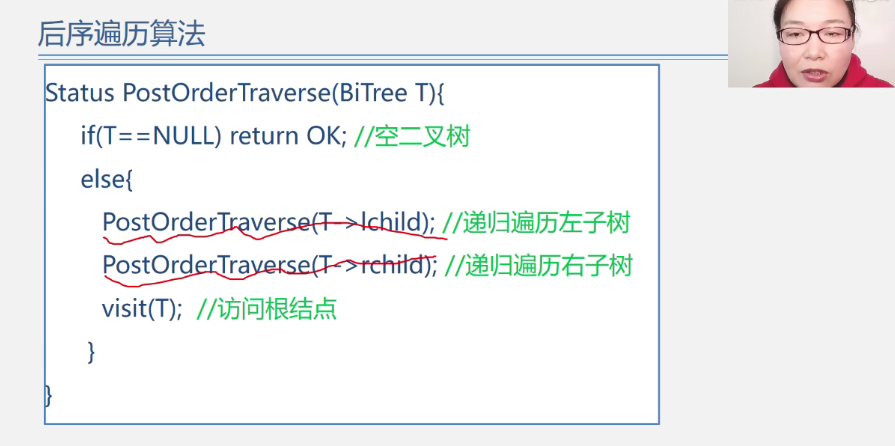 后序遍历算法
Status PostOrderTraverse(BiTree T){
if(T==NULL) return OK; //空二叉树
else{
PostOrderTraverse(T->lchild); //递归遍历左子树
PostOrderTraverse(T->rchild); //递归遍历右子树
visit(T); //访问根结点
}
}